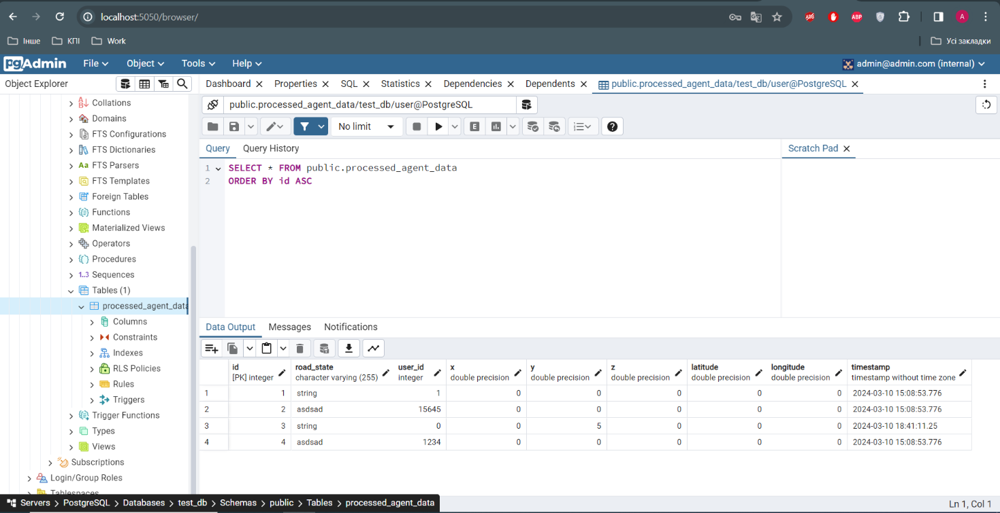 localhost:5050/browser/
ABP
A
Інше КПІ Work Усі закладки
pgAdmin File Object Tools Help admin@admin.com (internal)
Object Explorer
Dashboard Properties SQL Statistics Dependencies Dependents public.processed_agent_data/test_db/user@PostgreSQL
public.processed_agent_data/test_db/user@PostgreSQL
No limit
E
Query Query History
Scratch Pad
1 SELECT * FROM public.processed_agent_data
2 ORDER BY id ASC
Collations
Domains
FTS Configurations
FTS Dictionaries
Aa FTS Parsers
FTS Templates
Foreign Tables
Functions
Materialized Views
Operators
Procedures
1..3 Sequences
Tables (1)
processed_agent_data
Columns
Constraints
Indexes
RLS Policies
Rules
Triggers
Trigger Functions
Types
Views
Subscriptions
Login/Group Roles
Tablespaces
Data Output Messages Notifications
id road_state user_id x y z latitude longitude timestamp
[PK] integer character varying (255) integer double precision double precision double precision double precision double precision timestamp without time zone
1 1 string 1 0 0 0 0 0 2024-03-10 15:08:53.776
2 2 asdsad 15645 0 0 0 0 0 2024-03-10 15:08:53.776
3 3 string 0 0 5 0 0 0 2024-03-10 18:41:11.25
4 4 asdsad 1234 0 0 0 0 0 2024-03-10 15:08:53.776
Servers PostgreSQL Databases test_db Schemas public Tables processed_agent_data
Ln 1, Col 1